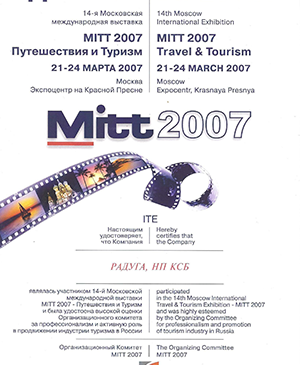 14-я Московская
международная выставка
MITT 2007
Путешествия и Туризм
21-24 МАРТА 2007
Москва
Экспоцентр на Красной Пресне
14th Moscow
International Exhibition
MITT 2007
Travel & Tourism
21-24 MARCH 2007
Moscow
Expocentr, Krasnaya Presnya
Mitt 2007
ITE
Настоящим
удостоверяет,
что Компания
Hereby
certifies that
the Company
РАДУГА, НП КСБ
являлась участником 14-й Московской
международной выставки
MITT 2007 - Путешествия и Туризм
и была удостоена высокой оценки
Организационного комитета
за профессионализм и активную роль
в продвижении индустрии туризма в России
participated
in the 14th Moscow International
Travel & Tourism Exhibition - MITT 2007
and was highly esteemed
by the Organizing Committee
for professionalism and promotion
of tourism industry in Russia
Организационный Комитет
MITT 2007
The Organizing Committee
MITT 2007